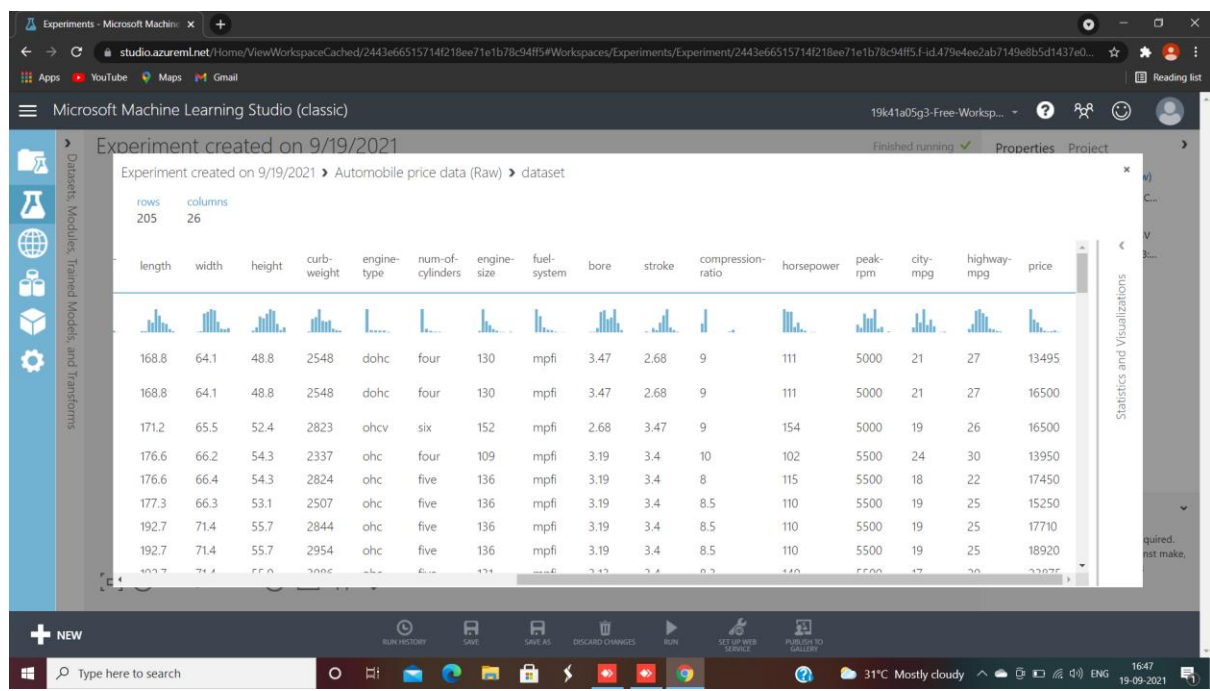 Experiments - Microsoft Machine
studio.azureml.net/Home/ViewWorkspaceCached/2443e66515714f218ee71e1b78c94ff5#Workspaces/Experiments/Experiment/2443e66515714f218ee71e1b78c94ff5.f-id.479e4ee2ab7149e8b5d1437e0...
Apps YouTube Maps Gmail Reading list
Microsoft Machine Learning Studio (classic) 19k41a05g3-Free-Worksp...
Experiment created on 9/19/2021 Finished running Properties Project
Datasets, Modules, Trained Models, and Transforms
Experiment created on 9/19/2021 > Automobile price data (Raw) > dataset
rows columns
205 26
length width height curb-weight engine-type num-of-cylinders engine-size fuel-system bore stroke compression-ratio horsepower peak-rpm city-mpg highway-mpg price
168.8 64.1 48.8 2548 dohc four 130 mpfi 3.47 2.68 9 111 5000 21 27 13495
168.8 64.1 48.8 2548 dohc four 130 mpfi 3.47 2.68 9 111 5000 21 27 16500
171.2 65.5 52.4 2823 ohcv six 152 mpfi 2.68 3.47 9 154 5000 19 26 16500
176.6 66.2 54.3 2337 ohc four 109 mpfi 3.19 3.4 10 102 5500 24 30 13950
176.6 66.4 54.3 2824 ohc five 136 mpfi 3.19 3.4 8 115 5500 18 22 17450
177.3 66.3 53.1 2507 ohc five 136 mpfi 3.19 3.4 8.5 110 5500 19 25 15250
192.7 71.4 55.7 2844 ohc five 136 mpfi 3.19 3.4 8.5 110 5500 19 25 17710
192.7 71.4 55.7 2954 ohc five 136 mpfi 3.19 3.4 8.5 110 5500 19 25 18920
Statistics and Visualizations
quired.
nst make,
NEW RUN HISTORY SAVE SAVE AS DISCARD CHANGES RUN SET UP WEB SERVICE PUBLISH TO GALLERY
Type here to search 31°C Mostly cloudy ENG 16:47
19-09-2021